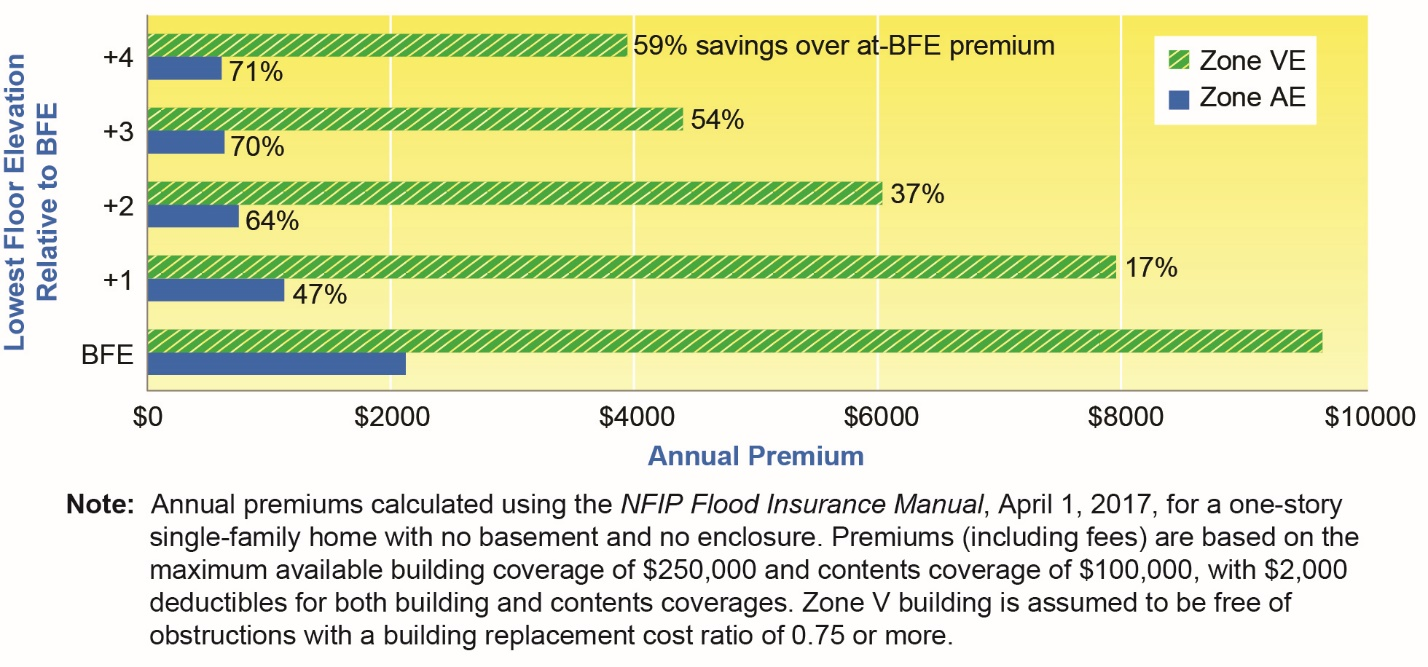 Lowest Floor Elevation
Relative to BFE
+4
59% savings over at-BFE premium
71%
+3
54%
70%
+2
37%
64%
+1
17%
47%
BFE
Zone VE
Zone AE
$0 $2000 $4000 $6000 $8000 $10000
Annual Premium
Note: Annual premiums calculated using the NFIP Flood Insurance Manual, April 1, 2017, for a one-story
single-family home with no basement and no enclosure. Premiums (including fees) are based on the
maximum available building coverage of $250,000 and contents coverage of $100,000, with $2,000
deductibles for both building and contents coverages. Zone V building is assumed to be free of
obstructions with a building replacement cost ratio of 0.75 or more.